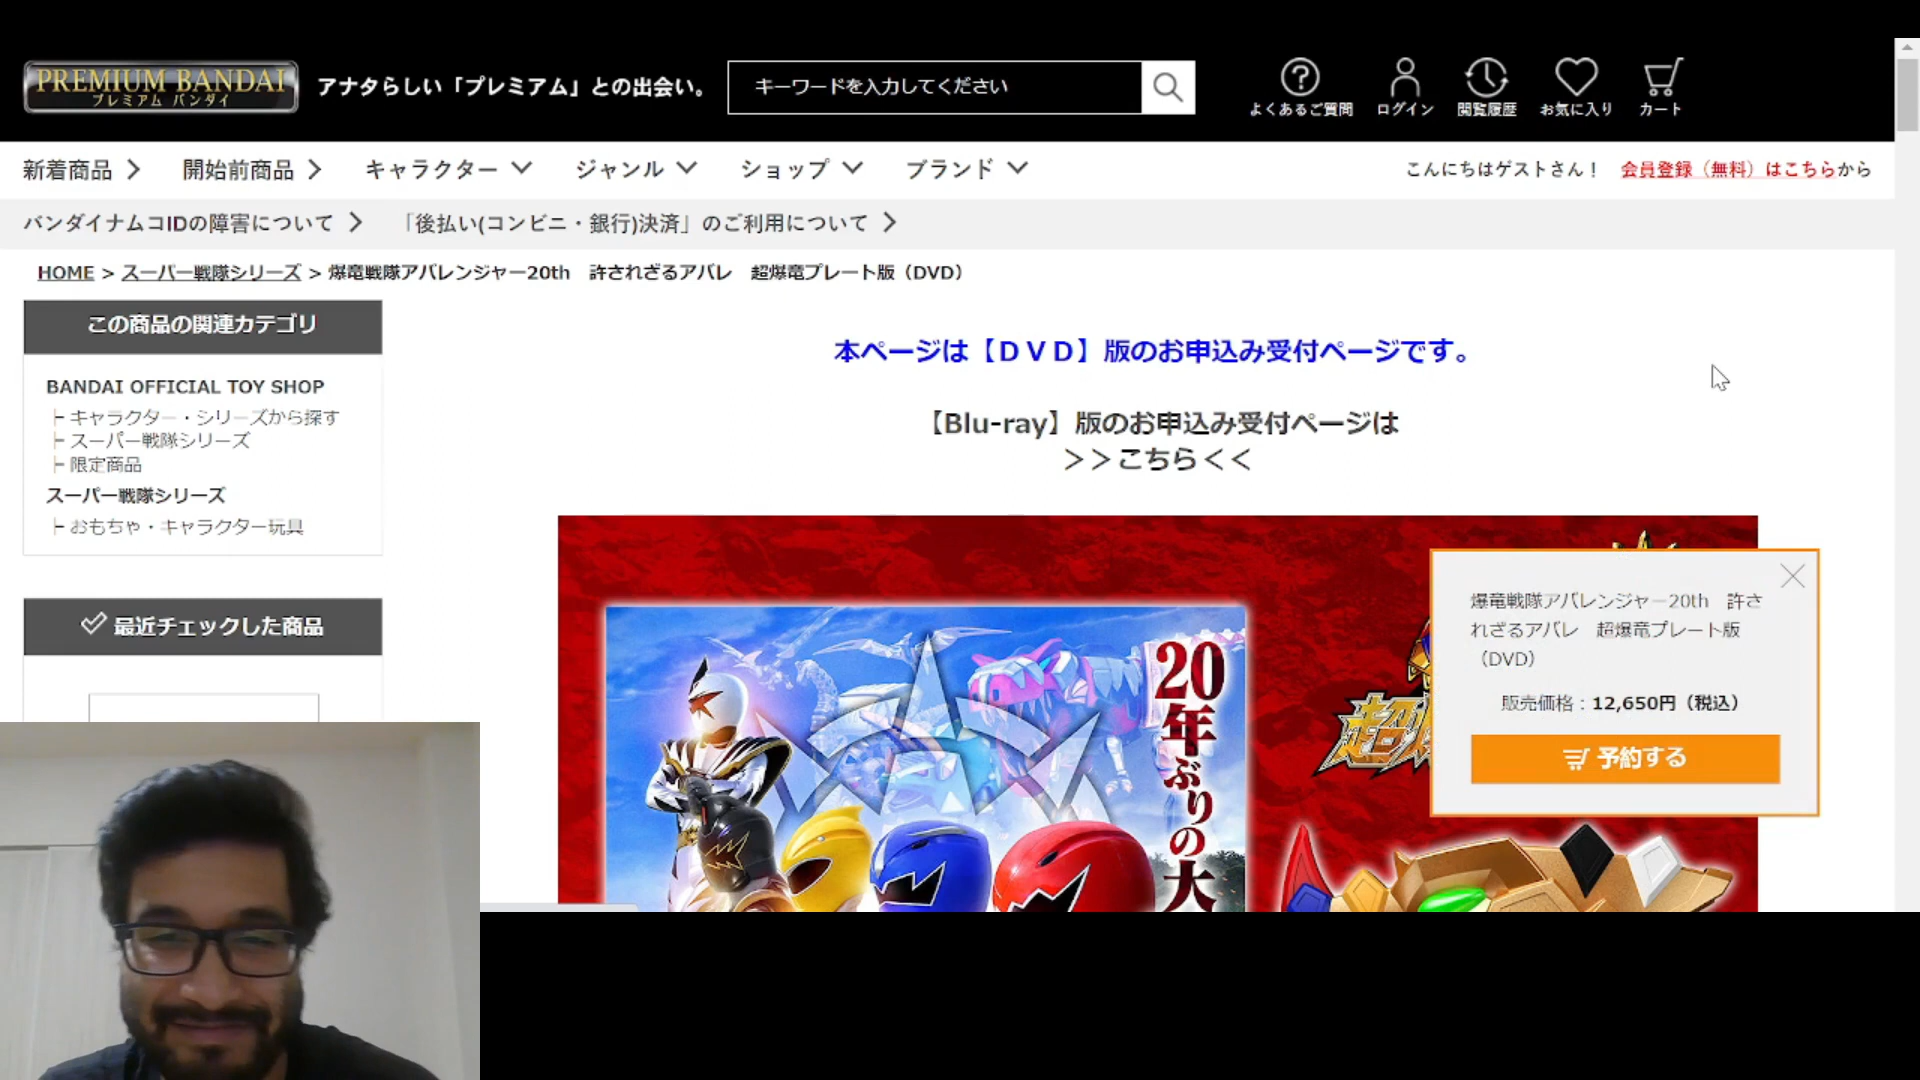 PREMIUM BANDAI
プレミアム バンダイ
アナタらしい「プレミアム」との出会い。
キーワードを入力してください
よくあるご質問
ログイン
閲覧履歴
お気に入り
カート
新着商品
開始前商品
キャラクター
ジャンル
ショップ
ブランド
こんにちはゲストさん！ 会員登録（無料）はこちらから
バンダイナムコIDの障害について
「後払い(コンビニ・銀行)決済」のご利用について
HOME > スーパー戦隊シリーズ > 爆竜戦隊アバレンジャー20th 許されざるアバレ 超爆竜プレート版（DVD）
この商品の関連カテゴリ
BANDAI OFFICIAL TOY SHOP
├ キャラクター・シリーズから探す
├ スーパー戦隊シリーズ
├ 限定商品
スーパー戦隊シリーズ
├ おもちゃ・キャラクター玩具
最近チェックした商品
本ページは【ＤＶＤ】版のお申込み受付ページです。
【Blu-ray】版のお申込み受付ページは
＞＞こちら＜＜
20年ぶりの大
超
爆竜戦隊アバレンジャー20th 許さ
れざるアバレ 超爆竜プレート版
（DVD）
販売価格：12,650円（税込）
予約する